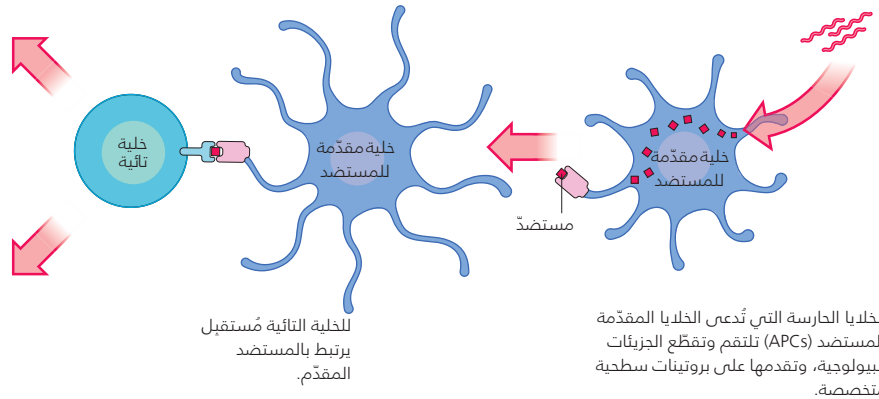 خلية مقدّمة
للمستضد
مستضدّ
خلية مقدّمة
للمستضد
خلية
تائية
لخلايا الحارسة التي تُدعى الخلايا المقدّمة
لمستضد (APCs) تلتقم وتقطّع الجزيئات
بيولوجية، وتقدمها على بروتينات سطحية
تخصصة.
للخلية التائية مُستقبِل
يرتبط بالمستضد
المقدّم.